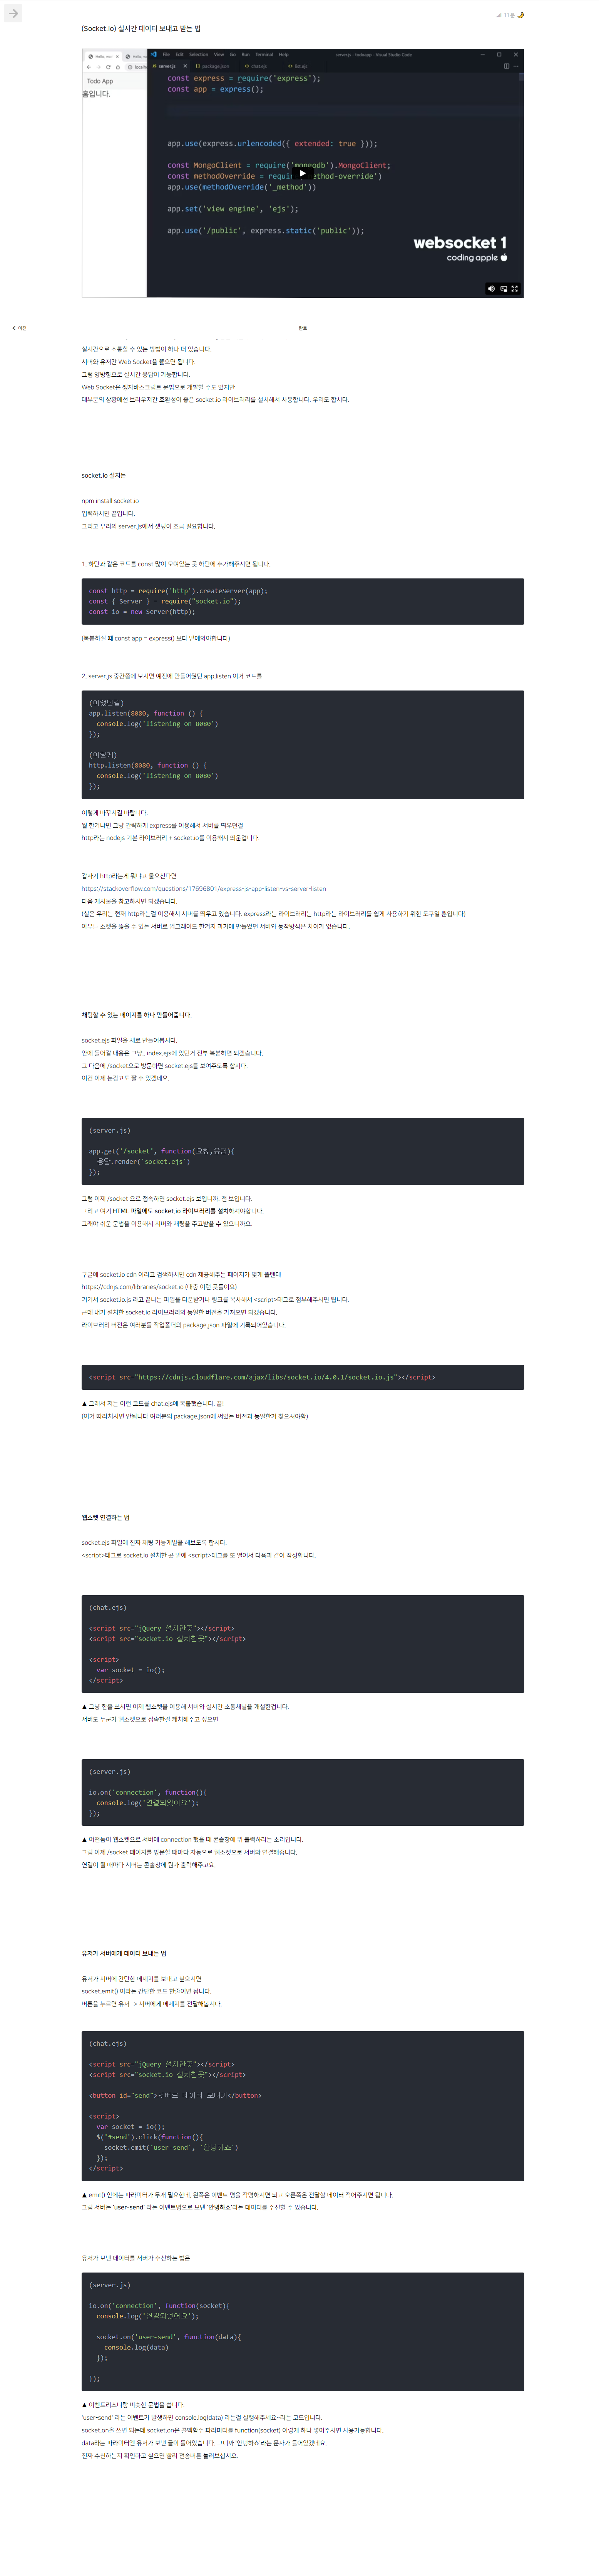 11분
(Socket.io) 실시간 데이터 보내고 받는 법
File Edit Selection View Go Run Terminal Help
server.js - todoapp - Visual Studio Code
server.js
package.json
chat.ejs
list.ejs
Todo App
홈입니다.
const express = require('express');
const app = express();
app.use(express.urlencoded({ extended: true }));
const MongoClient = require('mongodb').MongoClient;
const methodOverride =
app.use(methodOverride('_method'))
app.set('view engine', 'ejs');
app.use('/public', express.static('public'));
websocket 1
coding apple
이전
완료
실시간으로 소통할 수 있는 방법이 하나 더 있습니다.
서버와 유저간 Web Socket을 뚫으면 됩니다.
그럼 양방향으로 실시간 응답이 가능합니다.
Web Socket은 쌩자바스크립트 문법으로 개발할 수도 있지만
대부분의 상황에선 브라우저간 호환성이 좋은 socket.io 라이브러리를 설치해서 사용합니다. 우리도 합시다.
socket.io 설치는
npm install socket.io
입력하시면 끝입니다.
그리고 우리의 server.js에서 셋팅이 조금 필요합니다.
1. 하단과 같은 코드를 const 많이 모여있는 곳 하단에 추가해주시면 됩니다.
const http = require('http').createServer(app);
const { Server } = require("socket.io");
const io = new Server(http);
(복붙하실 때 const app = express() 보다 밑에와야합니다)
2. server.js 중간쯤에 보시면 예전에 만들어뒀던 app.listen 이거 코드를
(이랬던걸)
app.listen(8080, function () {
console.log('listening on 8080')
});
(이렇게)
http.listen(8080, function () {
console.log('listening on 8080')
});
이렇게 바꾸시길 바랍니다.
뭘 한거냐면 그냥 간략하게 express를 이용해서 서버를 띄우던걸
http라는 nodejs 기본 라이브러리 + socket.io를 이용해서 띄운겁니다.
갑자기 http라는게 뭐냐고 물으신다면
https://stackoverflow.com/questions/17696801/express-js-app-listen-vs-server-listen
다음 게시물을 참고하시면 되겠습니다.
(실은 우리는 현재 http라는걸 이용해서 서버를 띄우고 있습니다. express라는 라이브러리는 http라는 라이브러리를 쉽게 사용하기 위한 도구일 뿐입니다)
아무튼 소켓을 뚫을 수 있는 서버로 업그레이드 한거지 과거에 만들었던 서버와 동작방식은 차이가 없습니다.
채팅할 수 있는 페이지를 하나 만들어줍니다.
socket.ejs 파일을 새로 만들어봅시다.
안에 들어갈 내용은 그냥.. index.ejs에 있던거 전부 복붙하면 되겠습니다.
그 다음에 /socket으로 방문하면 socket.ejs를 보여주도록 합시다.
이건 이제 눈감고도 할 수 있겠네요.
(server.js)
app.get('/socket', function(요청,응답){
응답.render('socket.ejs')
});
그럼 이제 /socket 으로 접속하면 socket.ejs 보입니까. 전 보입니다.
그리고 여기 HTML 파일에도 socket.io 라이브러리를 설치하셔야합니다.
그래야 쉬운 문법을 이용해서 서버와 채팅을 주고받을 수 있으니까요.
구글에 socket.io cdn 이라고 검색하시면 cdn 제공해주는 페이지가 몇개 뜰텐데
https://cdnjs.com/libraries/socket.io (대충 이런 곳들이요)
거기서 socket.io.js 라고 끝나는 파일을 다운받거나 링크를 복사해서 <script>태그로 첨부해주시면 됩니다.
근데 내가 설치한 socket.io 라이브러리와 동일한 버전을 가져오면 되겠습니다.
라이브러리 버전은 여러분들 작업폴더의 package.json 파일에 기록되어있습니다.
<script src="https://cdnjs.cloudflare.com/ajax/libs/socket.io/4.0.1/socket.io.js"></script>
▲ 그래서 저는 이런 코드를 chat.ejs에 복붙했습니다. 끝!
(이거 따라치시면 안됩니다 여러분의 package.json에 써있는 버전과 동일한거 찾으셔야함)
웹소켓 연결하는 법
socket.ejs 파일에 진짜 채팅 기능개발을 해보도록 합시다.
<script>태그로 socket.io 설치한 곳 밑에 <script>태그를 또 열어서 다음과 같이 작성합니다.
(chat.ejs)
<script src="jQuery 설치한곳"></script>
<script src="socket.io 설치한곳"></script>
<script>
var socket = io();
</script>
▲ 그냥 한줄 쓰시면 이제 웹소켓을 이용해 서버와 실시간 소통채널을 개설한겁니다.
서버도 누군가 웹소켓으로 접속한걸 캐치해주고 싶으면
(server.js)
io.on('connection', function(){
console.log('연결되었어요');
});
▲ 어떤놈이 웹소켓으로 서버에 connection 했을 때 콘솔창에 뭐 출력하라는 소리입니다.
그럼 이제 /socket 페이지를 방문할 때마다 자동으로 웹소켓으로 서버와 연결해줍니다.
연결이 될 때마다 서버는 콘솔창에 뭔가 출력해주고요.
유저가 서버에게 데이터 보내는 법
유저가 서버에 간단한 메세지를 보내고 싶으시면
socket.emit() 이라는 간단한 코드 한줄이면 됩니다.
버튼을 누르면 유저 -> 서버에게 메세지를 전달해봅시다.
(chat.ejs)
<script src="jQuery 설치한곳"></script>
<script src="socket.io 설치한곳"></script>
<button id="send">서버로 데이터 보내기</button>
<script>
var socket = io();
$('#send').click(function(){
socket.emit('user-send', '안녕하쇼')
});
</script>
▲ emit() 안에는 파라미터가 두개 필요한데, 왼쪽은 이벤트 명을 작명하시면 되고 오른쪽은 전달할 데이터 적어주시면 됩니다.
그럼 서버는 'user-send' 라는 이벤트명으로 보낸 '안녕하쇼'라는 데이터를 수신할 수 있습니다.
유저가 보낸 데이터를 서버가 수신하는 법은
(server.js)
io.on('connection', function(socket){
console.log('연결되었어요');
socket.on('user-send', function(data){
console.log(data)
});
});
▲ 이벤트리스너랑 비슷한 문법을 씁니다.
'user-send' 라는 이벤트가 발생하면 console.log(data) 라는걸 실행해주세요~라는 코드입니다.
socket.on을 쓰면 되는데 socket.on은 콜백함수 파라미터를 function(socket) 이렇게 하나 넣어주시면 사용가능합니다.
data라는 파라미터엔 유저가 보낸 글이 들어있습니다. 그니까 '안녕하쇼'라는 문자가 들어있겠네요.
진짜 수신하는지 확인하고 싶으면 빨리 전송버튼 눌러보십시오.